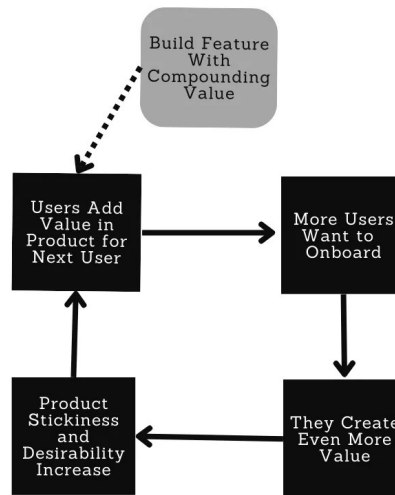 Build Feature
With
Compounding
Value
Users Add
Value in
Product for
Next User
More Users
Want to
Onboard
Product
Stickiness
and
Desirability
Increase
They Create
Even More
Value